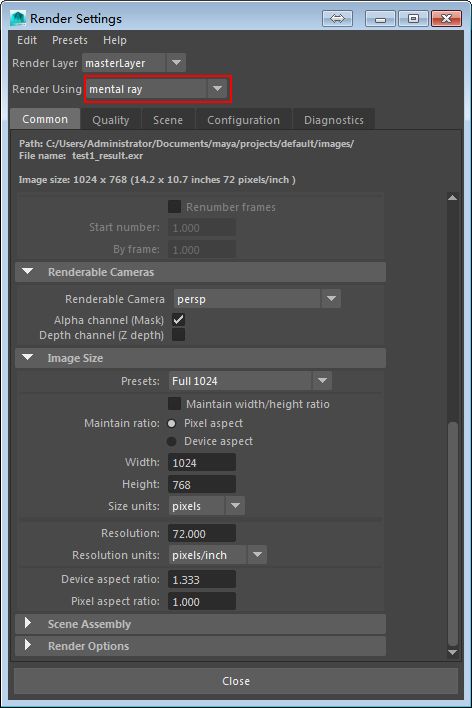 Render Settings
Edit Presets Help
Render Layer masterLayer
Render Using mental ray
Common Quality Scene Configuration Diagnostics
Path: C:/Users/Administrator/Documents/maya/projects/default/images/
File name: test1_result.exr
Image size: 1024 x 768 (14.2 x 10.7 inches 72 pixels/inch )
Renumber frames
Start number: 1.000
By frame: 1.000
Renderable Cameras
Renderable Camera persp
Alpha channel (Mask)
Depth channel (Z depth)
Image Size
Presets: Full 1024
Maintain width/height ratio
Maintain ratio: Pixel aspect
Device aspect
Width: 1024
Height: 768
Size units: pixels
Resolution: 72.000
Resolution units: pixels/inch
Device aspect ratio: 1.333
Pixel aspect ratio: 1.000
Scene Assembly
Render Options
Close